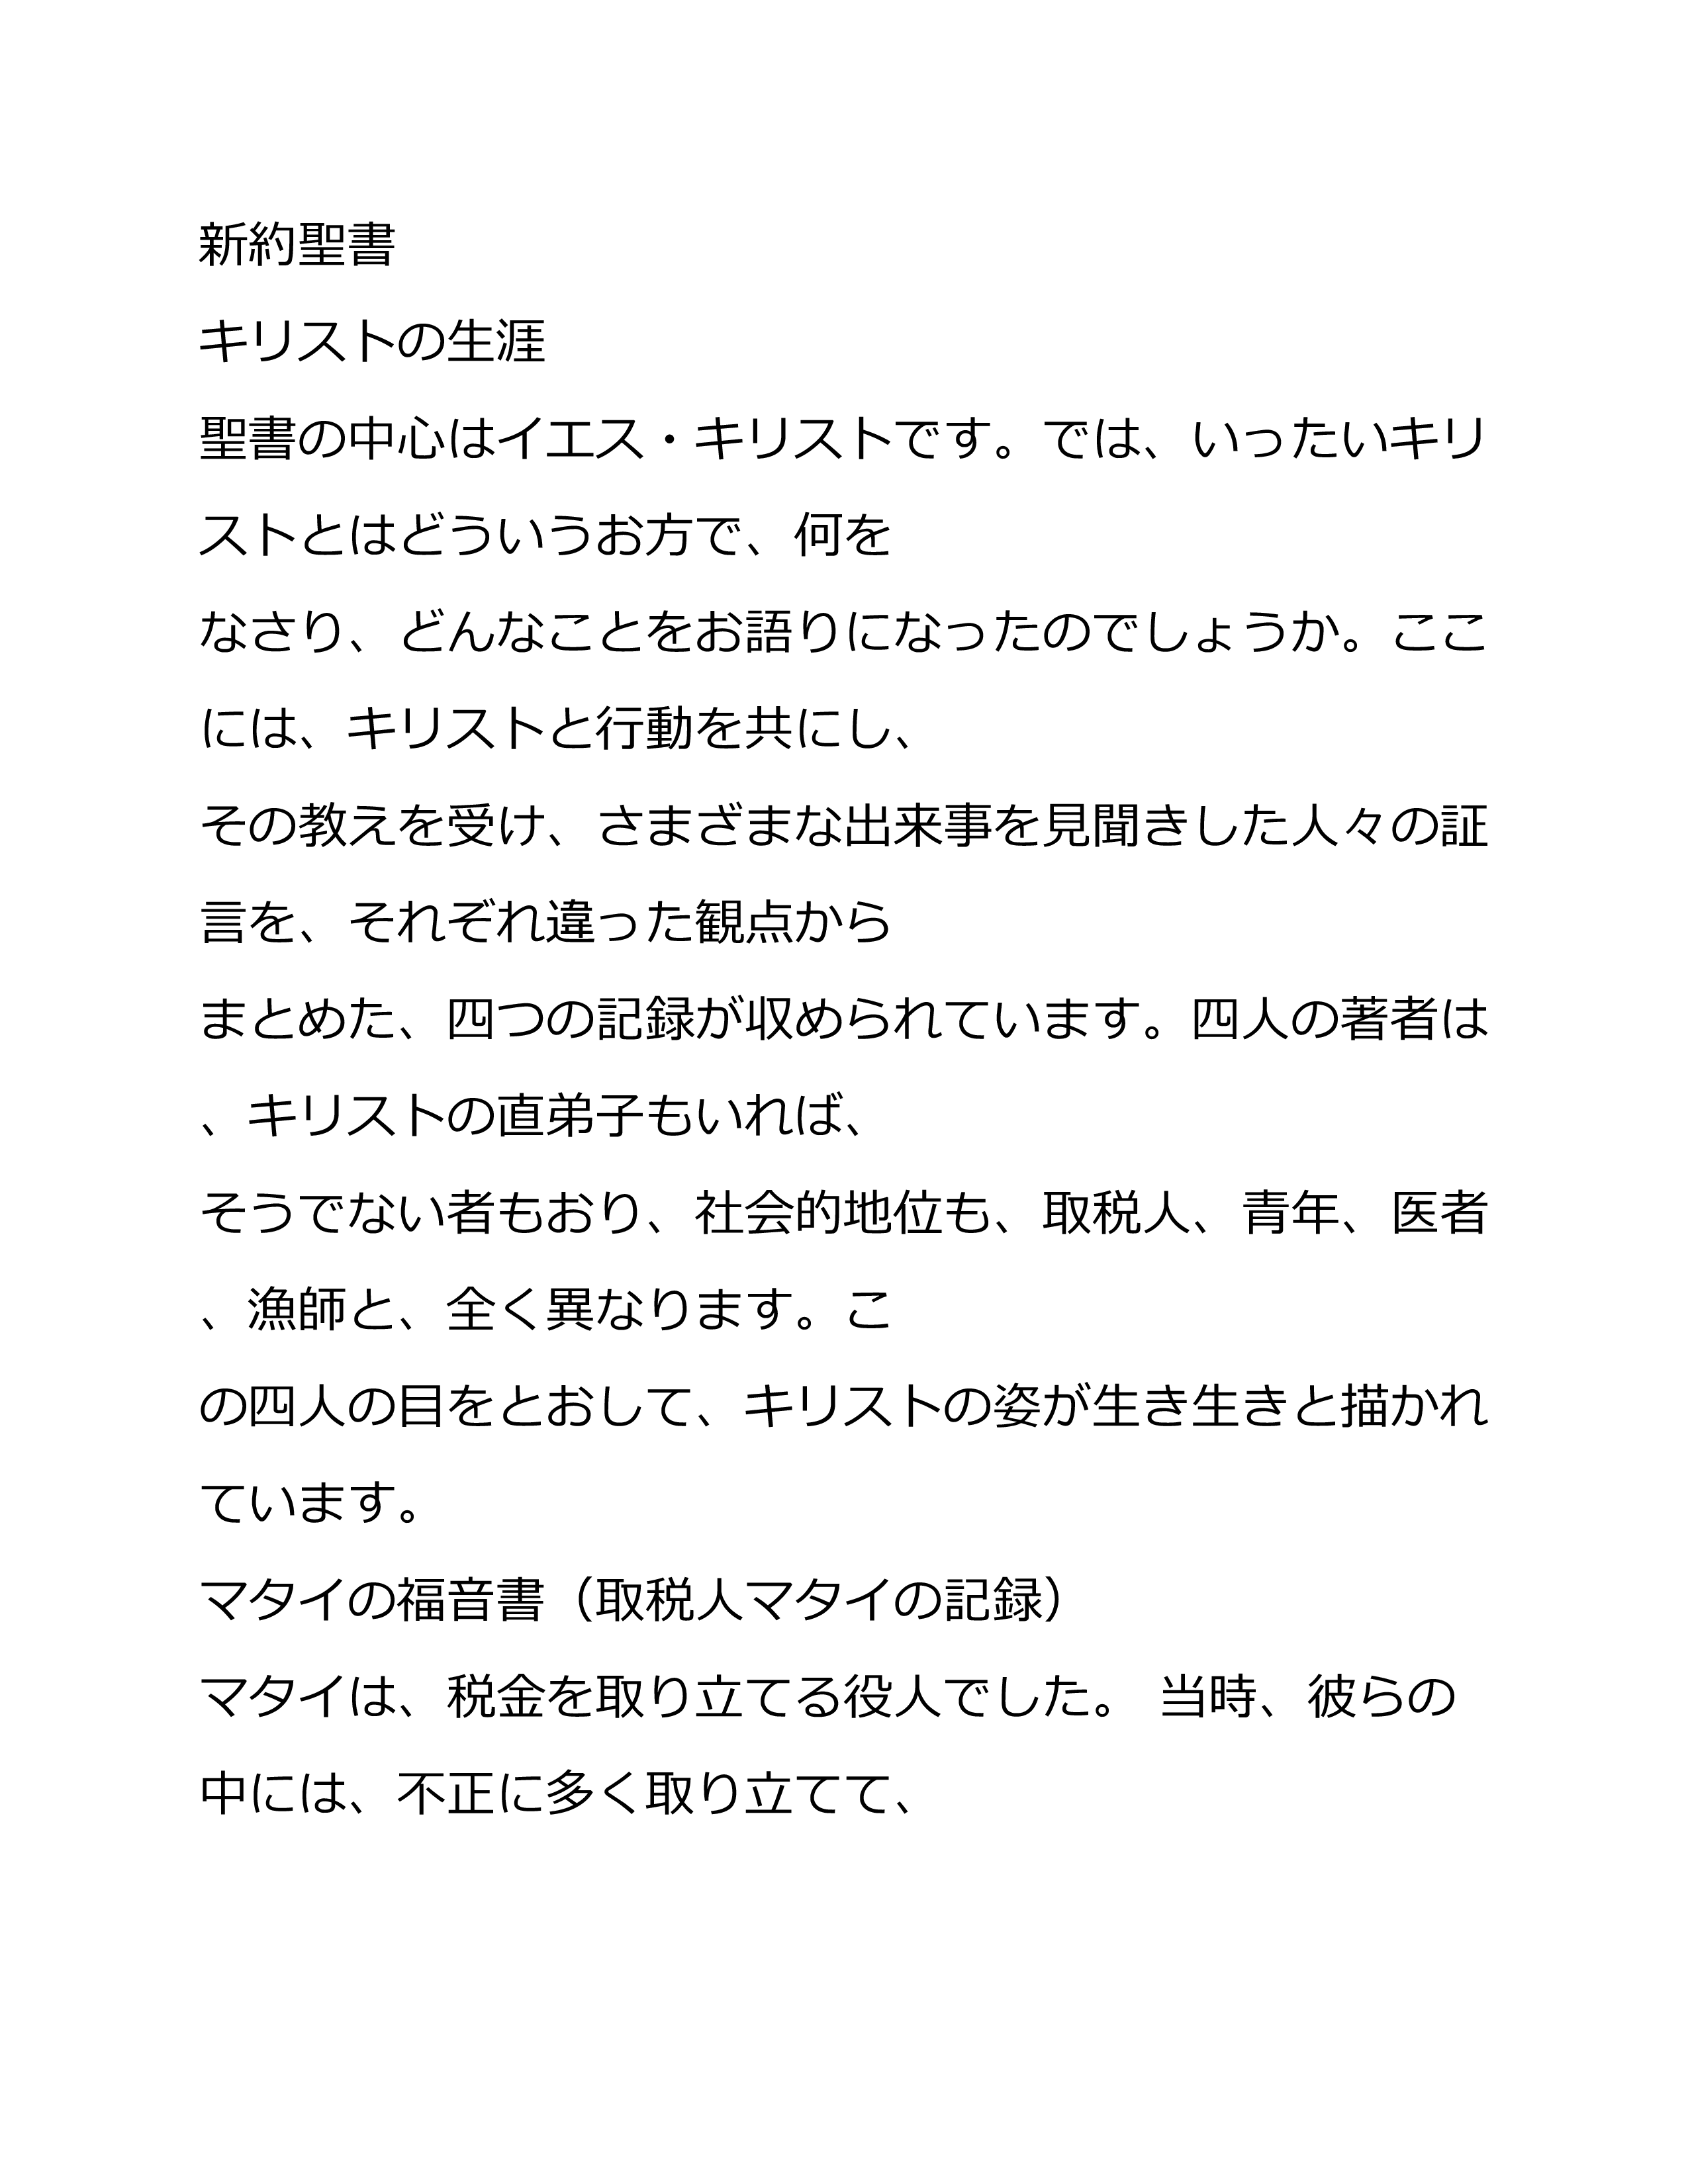 新約聖書
キリストの生涯
聖書の中心はイエス・キリストです。では、いったいキリ
ストとはどういうお方で、何を
なさり、どんなことをお語りになったのでしょうか。ここ
には、キリストと行動を共にし、
その教えを受け、さまざまな出来事を見聞きした人々の証
言を、それぞれ違った観点から
まとめた、四つの記録が収められています。四人の著者は
、キリストの直弟子もいれば、
そうでない者もおり、社会的地位も、取税人、青年、医者
、漁師と、全く異なります。こ
の四人の目をとおして、キリストの姿が生き生きと描かれ
ています。
マタイの福音書（取税人マタイの記録）
マタイは、税金を取り立てる役人でした。 当時、彼らの
中には、不正に多く取り立てて、